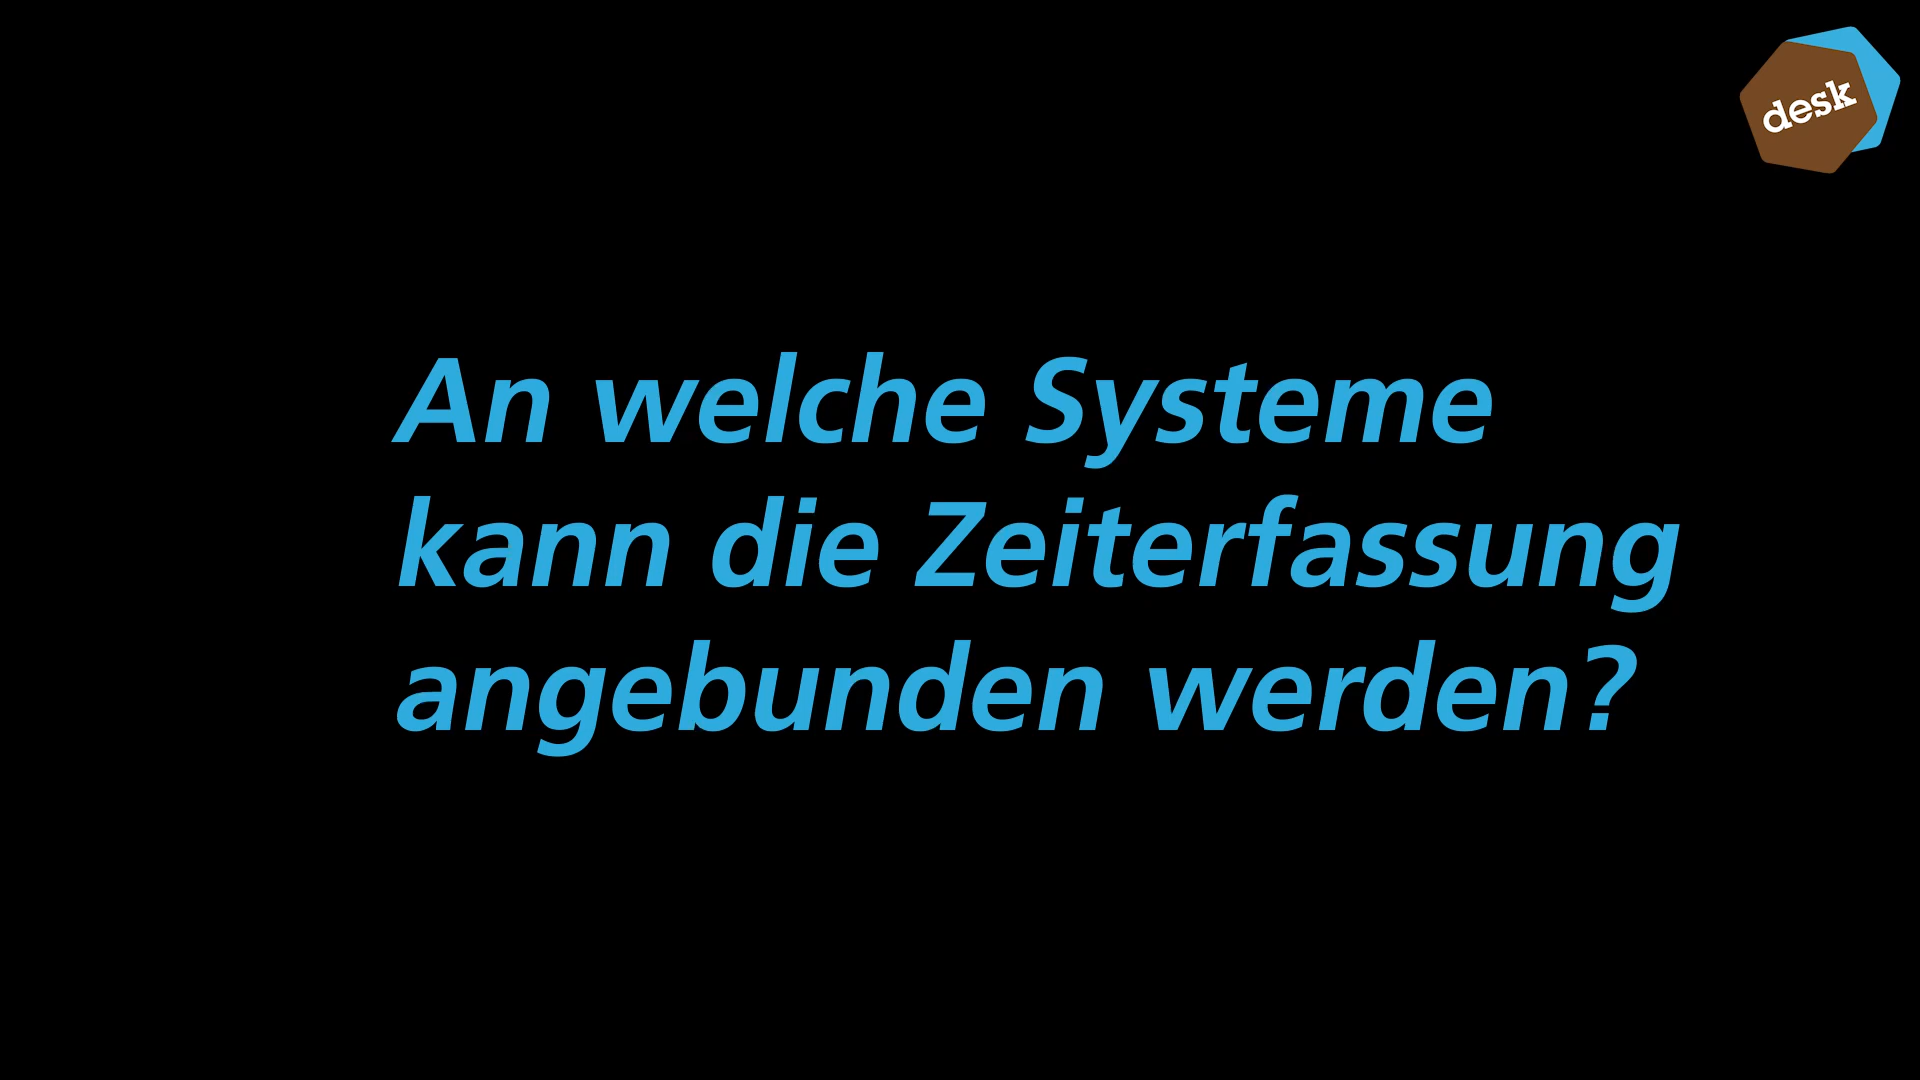 desk
An welche Systeme
kann die Zeiterfassung
angebunden werden?